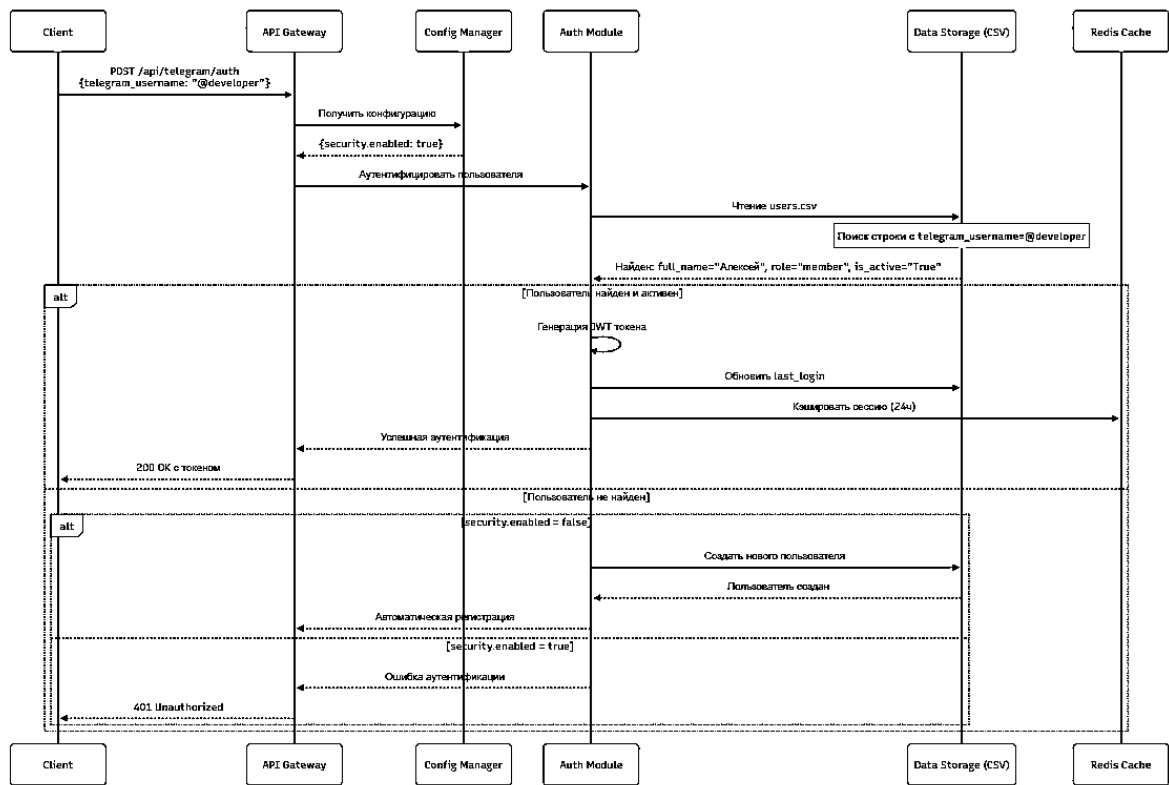 Client
API Gateway
Config Manager
Auth Module
Data Storage (CSV)
Redis Cache
POST /api/telegram/auth
{telegram_username: "@developer"}
Получить конфигурацию
{security.enabled: true}
Аутентифицировать пользователя
Чтение users.csv
Поиск строки с telegram_username=@developer
Найден: full_name="Алексей", role="member", is_active="True"
alt
[Пользователь найден и активен]
Генерация JWT токена
Обновить last_login
Кэшировать сессию (24ч)
Успешная аутентификация
200 OK с токеном
[Пользователь не найден]
alt
[security.enabled = false]
Создать нового пользователя
Пользователь создан
Автоматическая регистрация
[security.enabled = true]
Ошибка аутентификации
401 Unauthorized
Client
API Gateway
Config Manager
Auth Module
Data Storage (CSV)
Redis Cache